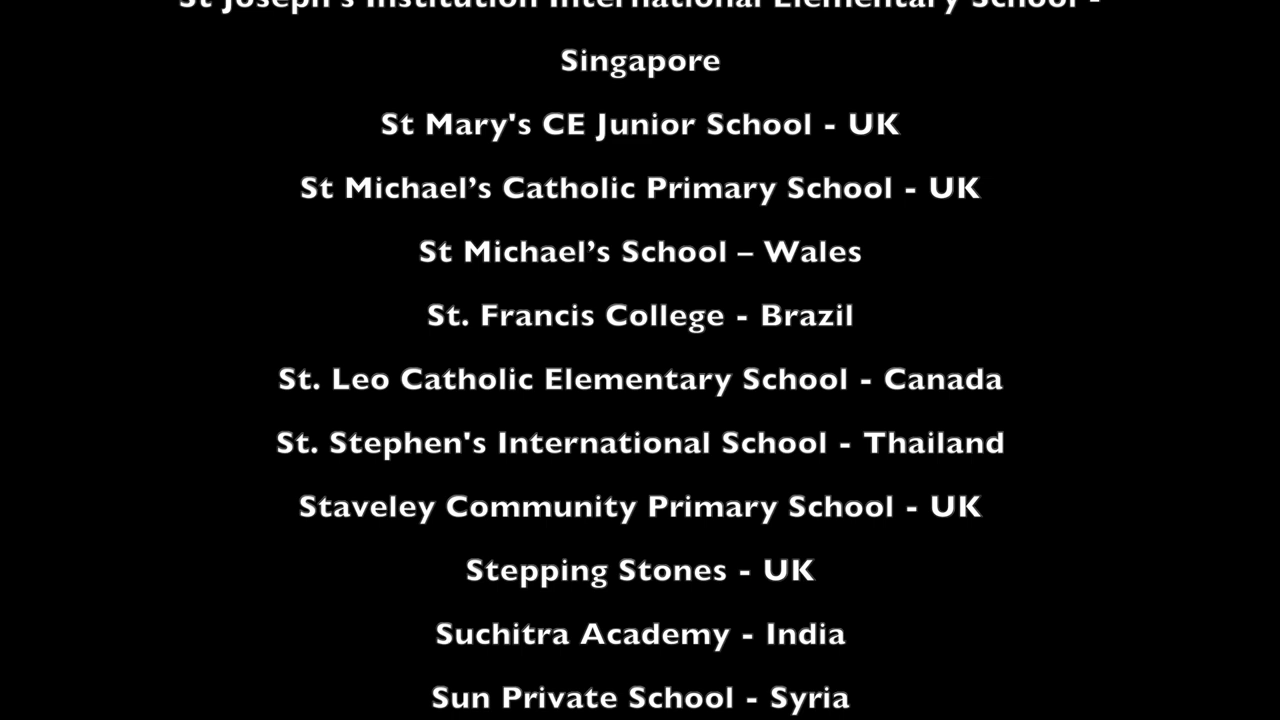 St Joseph's Institution International Elementary School -
Singapore
St Mary's CE Junior School - UK
St Michael’s Catholic Primary School - UK
St Michael’s School – Wales
St. Francis College - Brazil
St. Leo Catholic Elementary School - Canada
St. Stephen's International School - Thailand
Staveley Community Primary School - UK
Stepping Stones - UK
Suchitra Academy - India
Sun Private School - Syria